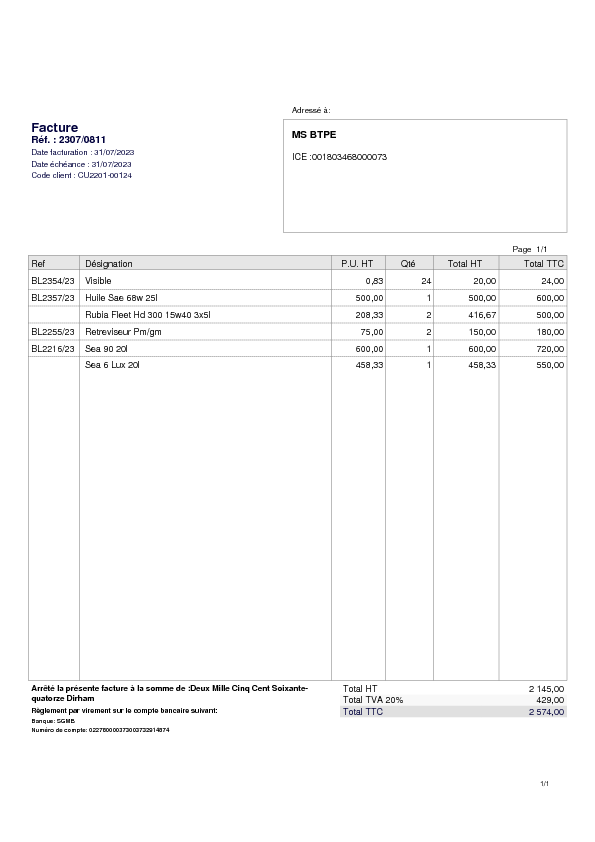 Adressé à:
Facture
Réf. : 2307/0811
Date facturation : 31/07/2023
Date échéance : 31/07/2023
Code client : CU2201-00124
MS BTPE
ICE :001803468000073
Page 1/1
Ref Désignation P.U. HT Qté Total HT Total TTC
BL2354/23 Visible 0,83 24 20,00 24,00
BL2357/23 Huile Sae 68w 25l 500,00 1 500,00 600,00
Rubia Fleet Hd 300 15w40 3x5l 208,33 2 416,67 500,00
BL2255/23 Retreviseur Pm/gm 75,00 2 150,00 180,00
BL2216/23 Sea 90 20l 600,00 1 600,00 720,00
Sea 6 Lux 20l 458,33 1 458,33 550,00
Arrêté la présente facture à la somme de :Deux Mille Cinq Cent Soixante-
quatorze Dirham
Règlement par virement sur le compte bancaire suivant:
Banque: SGMB
Numéro de compte: 022780000373003732914874
Total HT 2 145,00
Total TVA 20% 429,00
Total TTC 2 574,00
1/1